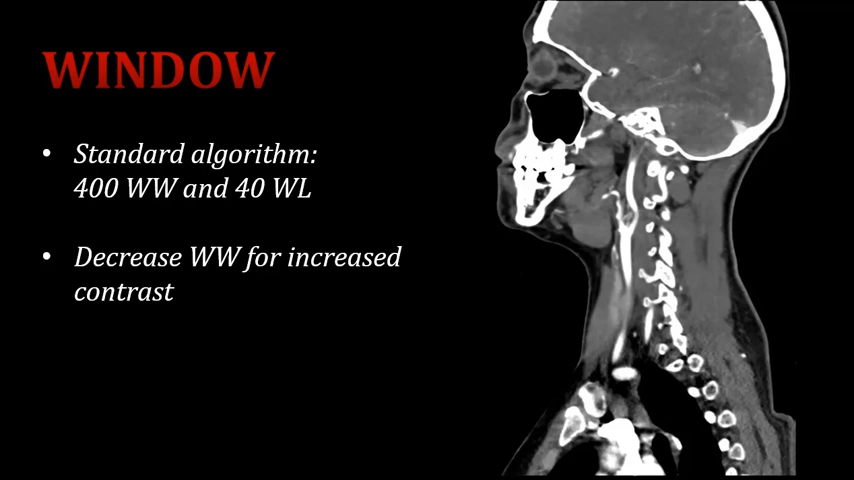 WINDOW
• Standard algorithm:
400 WW and 40 WL
• Decrease WW for increased
contrast